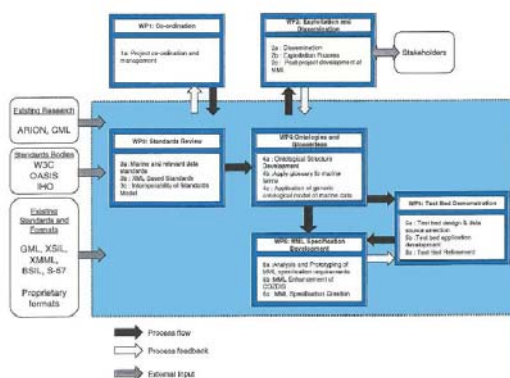 WP1: Co-ordination
1a: Project co-ordination and
management
WP2: Exploitation and
Dissemination
2a : Dissemination
2b : Exploitation Process
2c : Post-project development of
MML
Stakeholders
Existing Research
ARION, GML
Standards Bodies
W3C
OASIS
IHO
Existing
Standards and
Formats
GML, XSIL,
XMML,
BSIL, S-57
Proprietary
formats
WP3: Standards Review
3a : Marine and relevant data
standards
3b : XML Based Standards
3c : Interoperability of Standards
Model
WP4:Ontologies and
Glossaries
4a : Ontological Structure
Development
4b : Apply glossary to marine
terms
4c : Application of generic
ontological model of marine data
WP5: Test Bed Demonstration
5a : Test bed design & data
source selection
5b : Test bed application
development
5c : Test Bed Refinement
WP6: MML Specification
Development
6a : Analysis and Prototyping of
MML specification requirements
6b : MML Enhancement of
6c : MML Specification Creation
Process flow
Process feedback
External Input